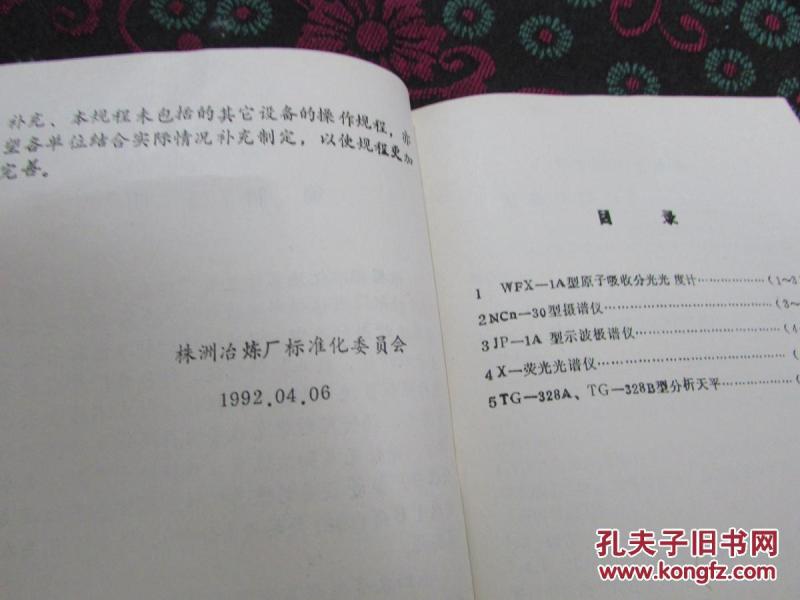 补充、本规程未包括的其它设备的操作规程，亦
望各单位结合实际情况补充制定，以使规程更加
完善。
株洲冶炼厂标准化委员会
1992.04.06
目 录
1 WFX—1A型原子吸收分光光 度计……………(1～3
2 NCn—30型摄谱仪……………………………(3～
3 JP—1A 型示波极谱仪…………………………(4～
4 X—荧光光谱仪…………………………………(
5 TG—328A、TG—328B型分析天平……………(
孔夫子旧书网
www.kongfz.com